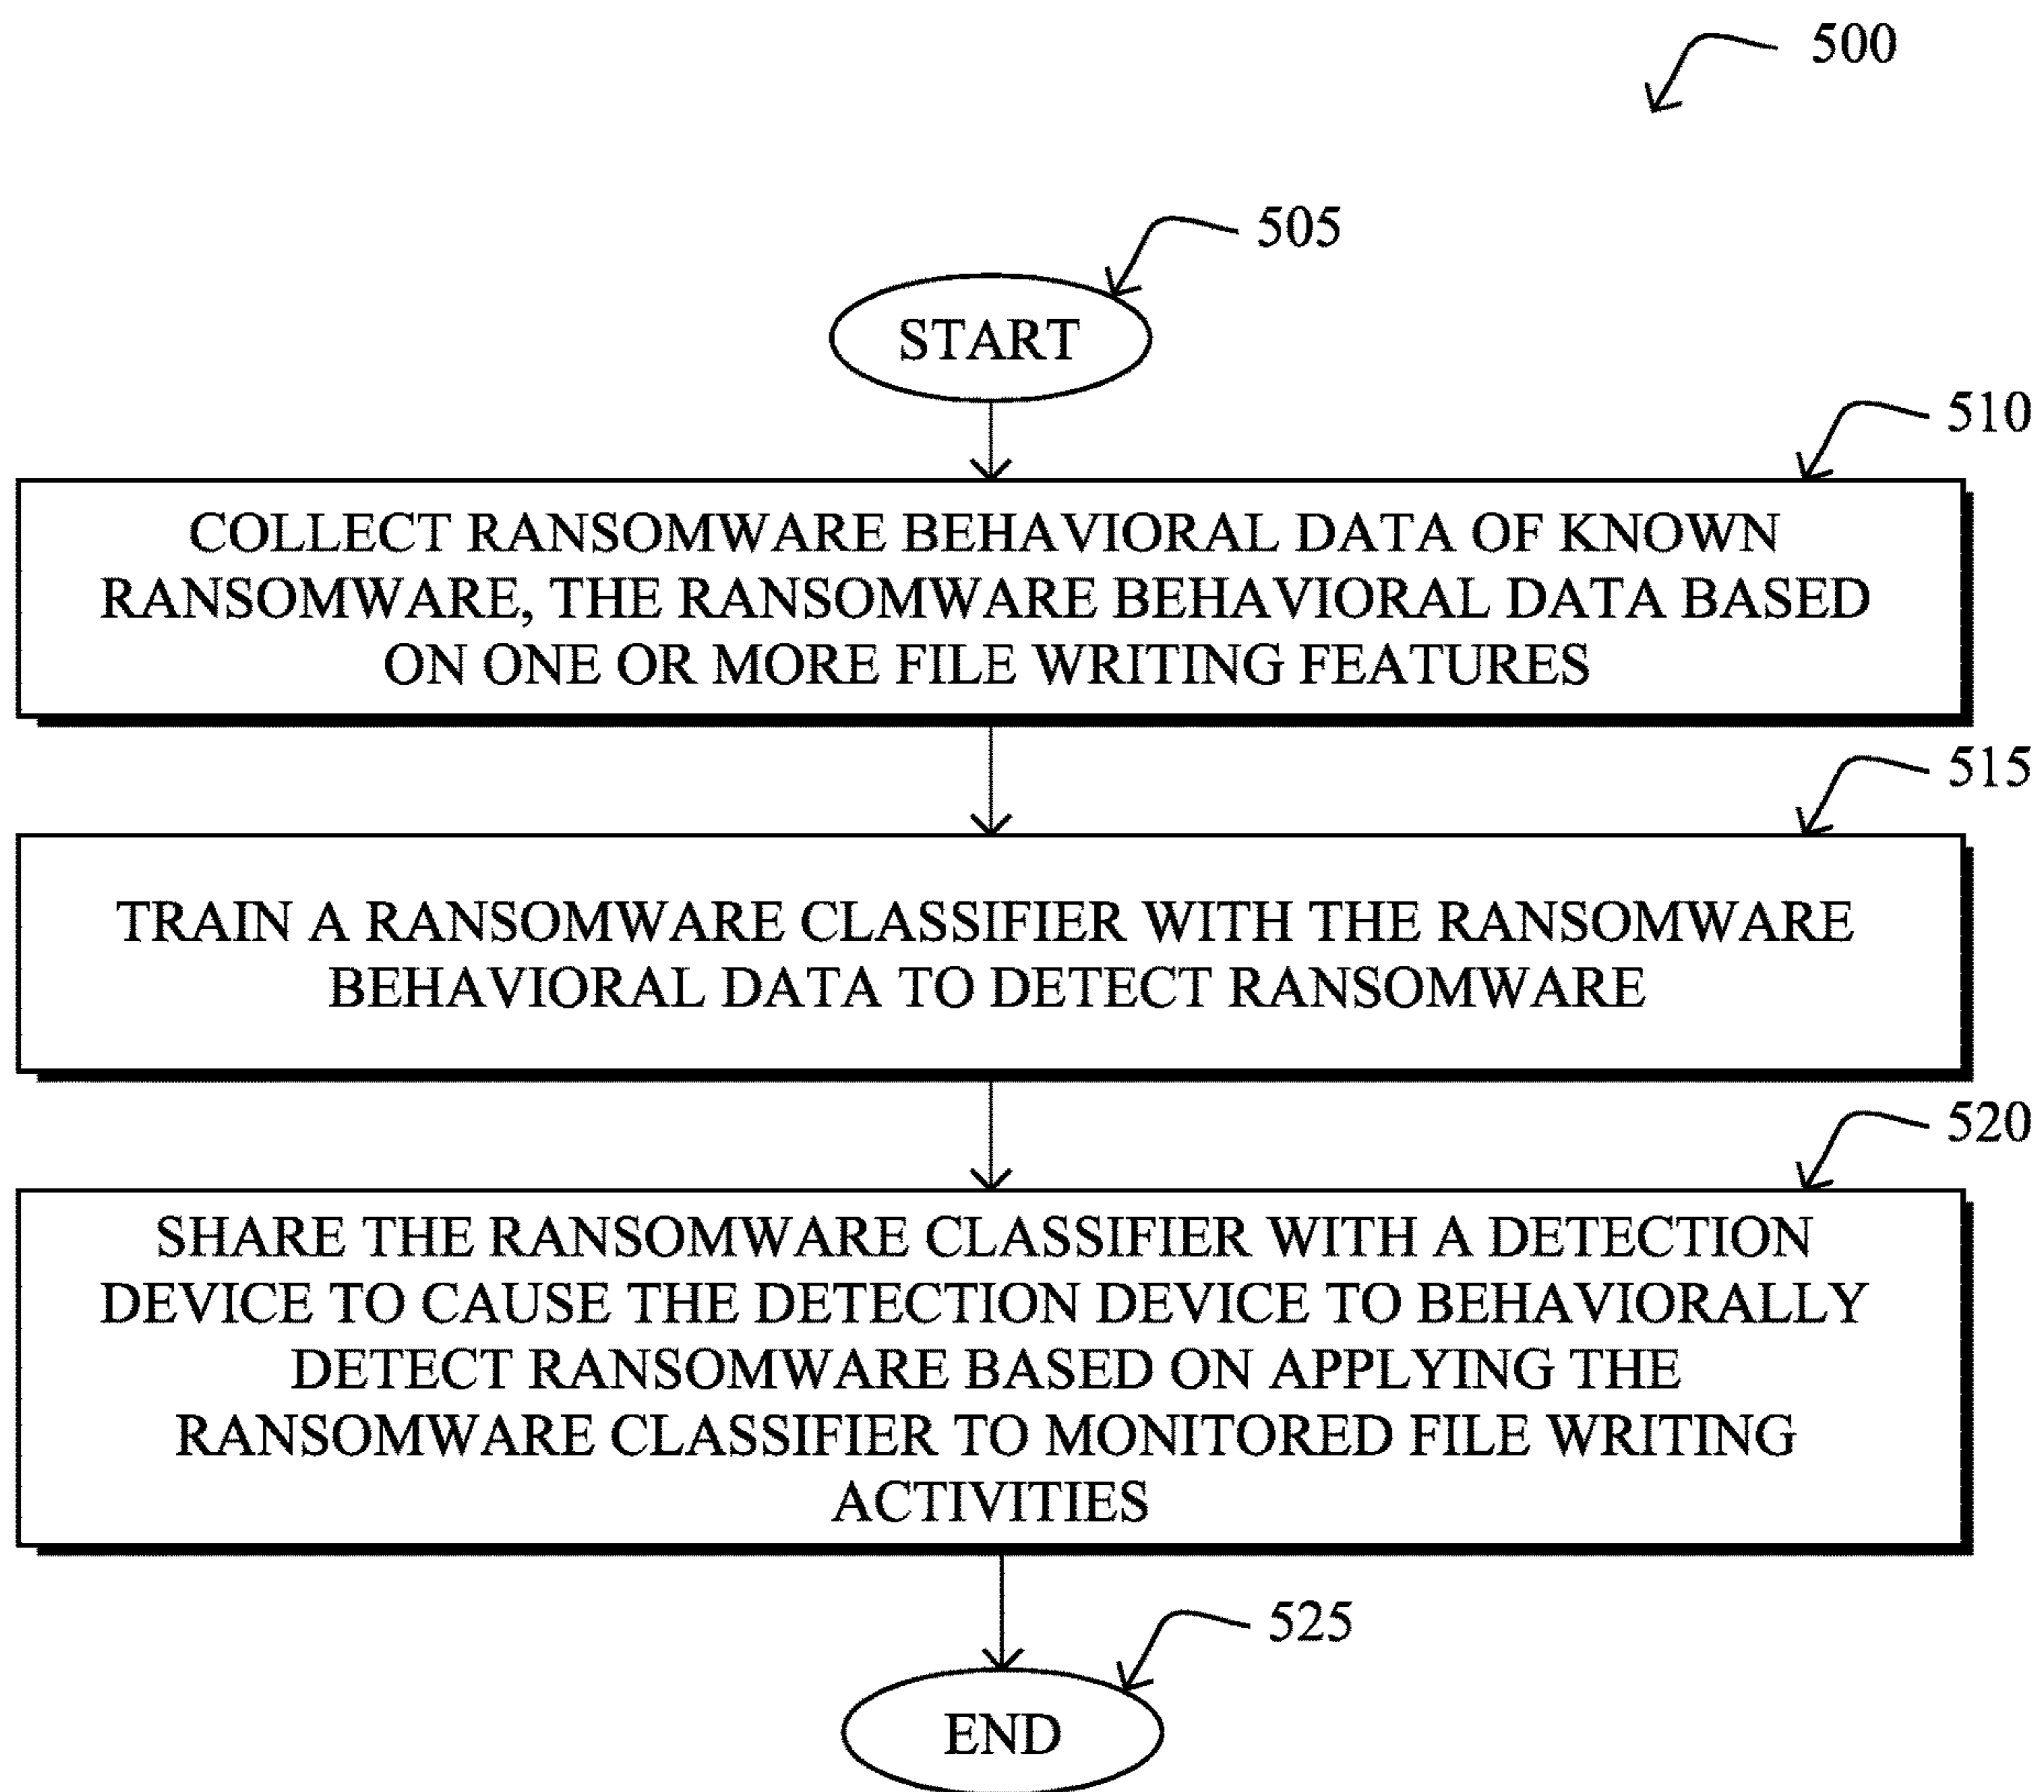 500
505
START
510
COLLECT RANSOMWARE BEHAVIORAL DATA OF KNOWN
RANSOMWARE, THE RANSOMWARE BEHAVIORAL DATA BASED
ON ONE OR MORE FILE WRITING FEATURES
515
TRAIN A RANSOMWARE CLASSIFIER WITH THE RANSOMWARE
BEHAVIORAL DATA TO DETECT RANSOMWARE
520
SHARE THE RANSOMWARE CLASSIFIER WITH A DETECTION
DEVICE TO CAUSE THE DETECTION DEVICE TO BEHAVIORALLY
DETECT RANSOMWARE BASED ON APPLYING THE
RANSOMWARE CLASSIFIER TO MONITORED FILE WRITING
ACTIVITIES
525
END